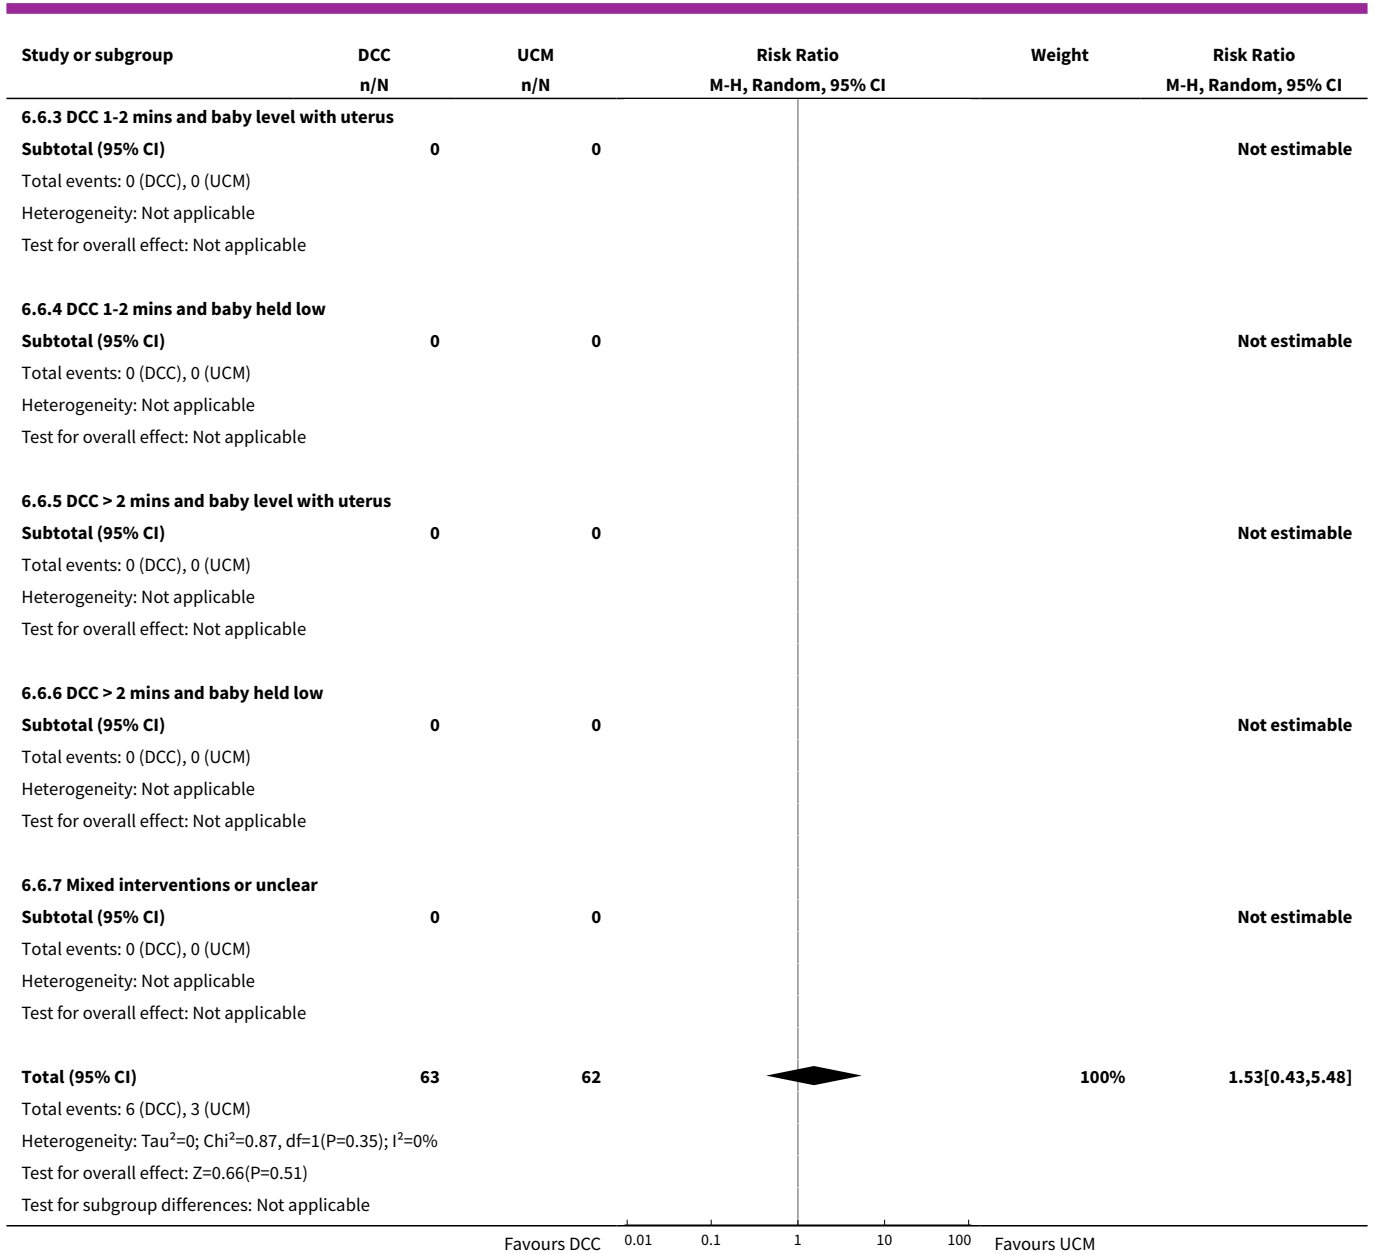 Study or subgroup DCC UCM Risk Ratio Weight Risk Ratio
n/N n/N M-H, Random, 95% CI M-H, Random, 95% CI
6.6.3 DCC 1-2 mins and baby level with uterus
Subtotal (95% CI) 0 0 Not estimable
Total events: 0 (DCC), 0 (UCM)
Heterogeneity: Not applicable
Test for overall effect: Not applicable
6.6.4 DCC 1-2 mins and baby held low
Subtotal (95% CI) 0 0 Not estimable
Total events: 0 (DCC), 0 (UCM)
Heterogeneity: Not applicable
Test for overall effect: Not applicable
6.6.5 DCC > 2 mins and baby level with uterus
Subtotal (95% CI) 0 0 Not estimable
Total events: 0 (DCC), 0 (UCM)
Heterogeneity: Not applicable
Test for overall effect: Not applicable
6.6.6 DCC > 2 mins and baby held low
Subtotal (95% CI) 0 0 Not estimable
Total events: 0 (DCC), 0 (UCM)
Heterogeneity: Not applicable
Test for overall effect: Not applicable
6.6.7 Mixed interventions or unclear
Subtotal (95% CI) 0 0 Not estimable
Total events: 0 (DCC), 0 (UCM)
Heterogeneity: Not applicable
Test for overall effect: Not applicable
Total (95% CI) 63 62 100% 1.53[0.43,5.48]
Total events: 6 (DCC), 3 (UCM)
Heterogeneity: Tau²=0; Chi²=0.87, df=1(P=0.35); I²=0%
Test for overall effect: Z=0.66(P=0.51)
Test for subgroup differences: Not applicable
Favours DCC 0.01 0.1 1 10 100 Favours UCM